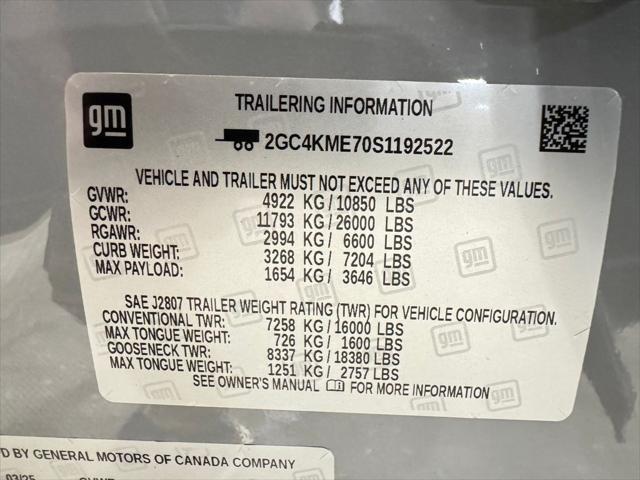 gm
TRAILERING INFORMATION
2GC4KME70S1192522
VEHICLE AND TRAILER MUST NOT EXCEED ANY OF THESE VALUES.
GVWR: 4922 KG/10850 LBS
GCWR: 11793 KG/26000 LBS
RGAWR: 2994 KG/ 6600 LBS
CURB WEIGHT: 3268 KG/ 7204 LBS
MAX PAYLOAD: 1654 KG/ 3646 LBS
SAE J2807 TRAILER WEIGHT RATING (TWR) FOR VEHICLE CONFIGURATION.
CONVENTIONAL TWR: 7258 KG/16000 LBS
MAX TONGUE WEIGHT: 726 KG/ 1600 LBS
GOOSENECK TWR: 8337 KG/18380 LBS
MAX TONGUE WEIGHT: 1251 KG/ 2757 LBS
SEE OWNER'S MANUAL FOR MORE INFORMATION
D BY GENERAL MOTORS OF CANADA COMPANY
03/25 GVWR